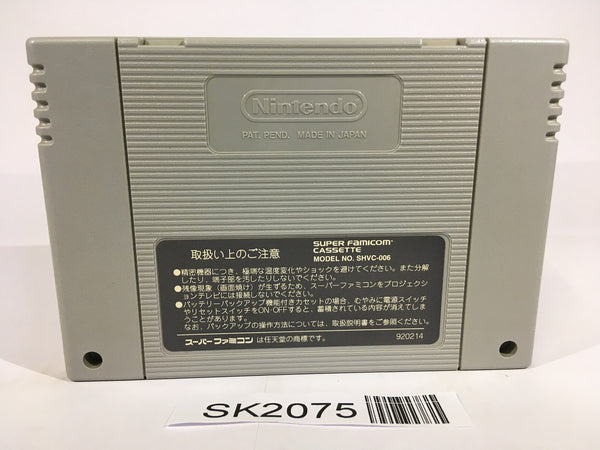 Nintendo
PAT. PEND. MADE IN JAPAN
取扱い上のご注意
SUPER FAMICOM
CASSETTE
MODEL NO. SHVC-006
●精密機器につき、極端な温度変化やショックを避けてください。また分解
したり、端子部を汚したりしないでください。
●残像現象（画面焼け）が生ずるため、スーパーファミコンをプロジェクシ
ョンテレビには接続しないでください。
●バッテリーバックアップ機能付きカセットの場合、むやみに電源スイッチ
やリセットスイッチをON・OFFすると、蓄積されている内容が消えてしま
うことがあります。
なお、バックアップの操作方法については、取扱説明書をご参照ください。
スーパーファミコン は任天堂の商標です。
920214
SK2075